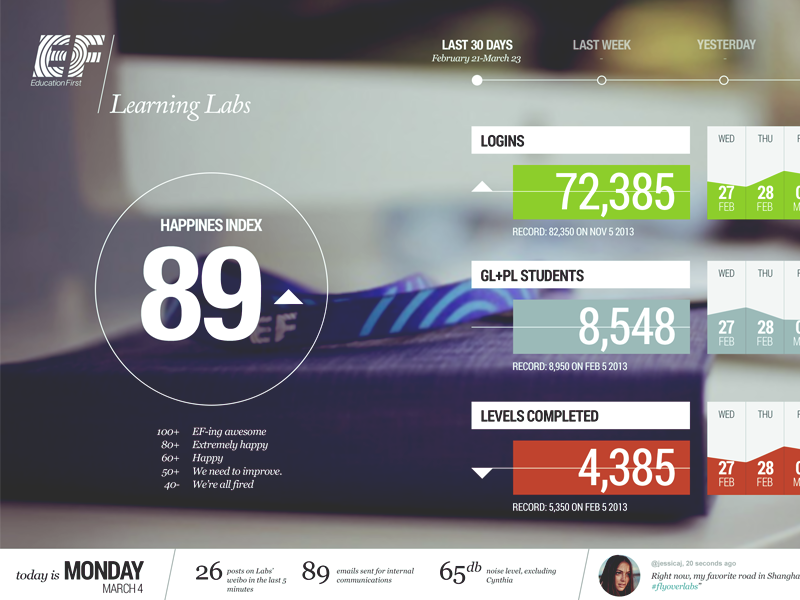 EF
Education First
Learning Labs
LAST 30 DAYS
February 21-March 23
LAST WEEK
-
YESTERDAY
-
HAPPINES INDEX
89
EF
100+ EF-ing awesome
80+ Extremely happy
60+ Happy
50+ We need to improve.
40- We're all fired
LOGINS
72,385
RECORD: 82,350 ON NOV 5 2013
WED THU
27 28
FEB FEB
GL+PL STUDENTS
8,548
RECORD: 8,950 ON FEB 5 2013
WED THU
27 28
FEB FEB
LEVELS COMPLETED
4,385
RECORD: 5,350 ON FEB 5 2013
WED THU
27 28
FEB FEB
today is MONDAY
MARCH 4
26 posts on Labs'
weibo in the last 5
minutes
89 emails sent for internal
communications
65db noise level, excluding
Cynthia
@jessicaj, 20 seconds ago
Right now, my favorite road in Shangha
#flyoverlabs"